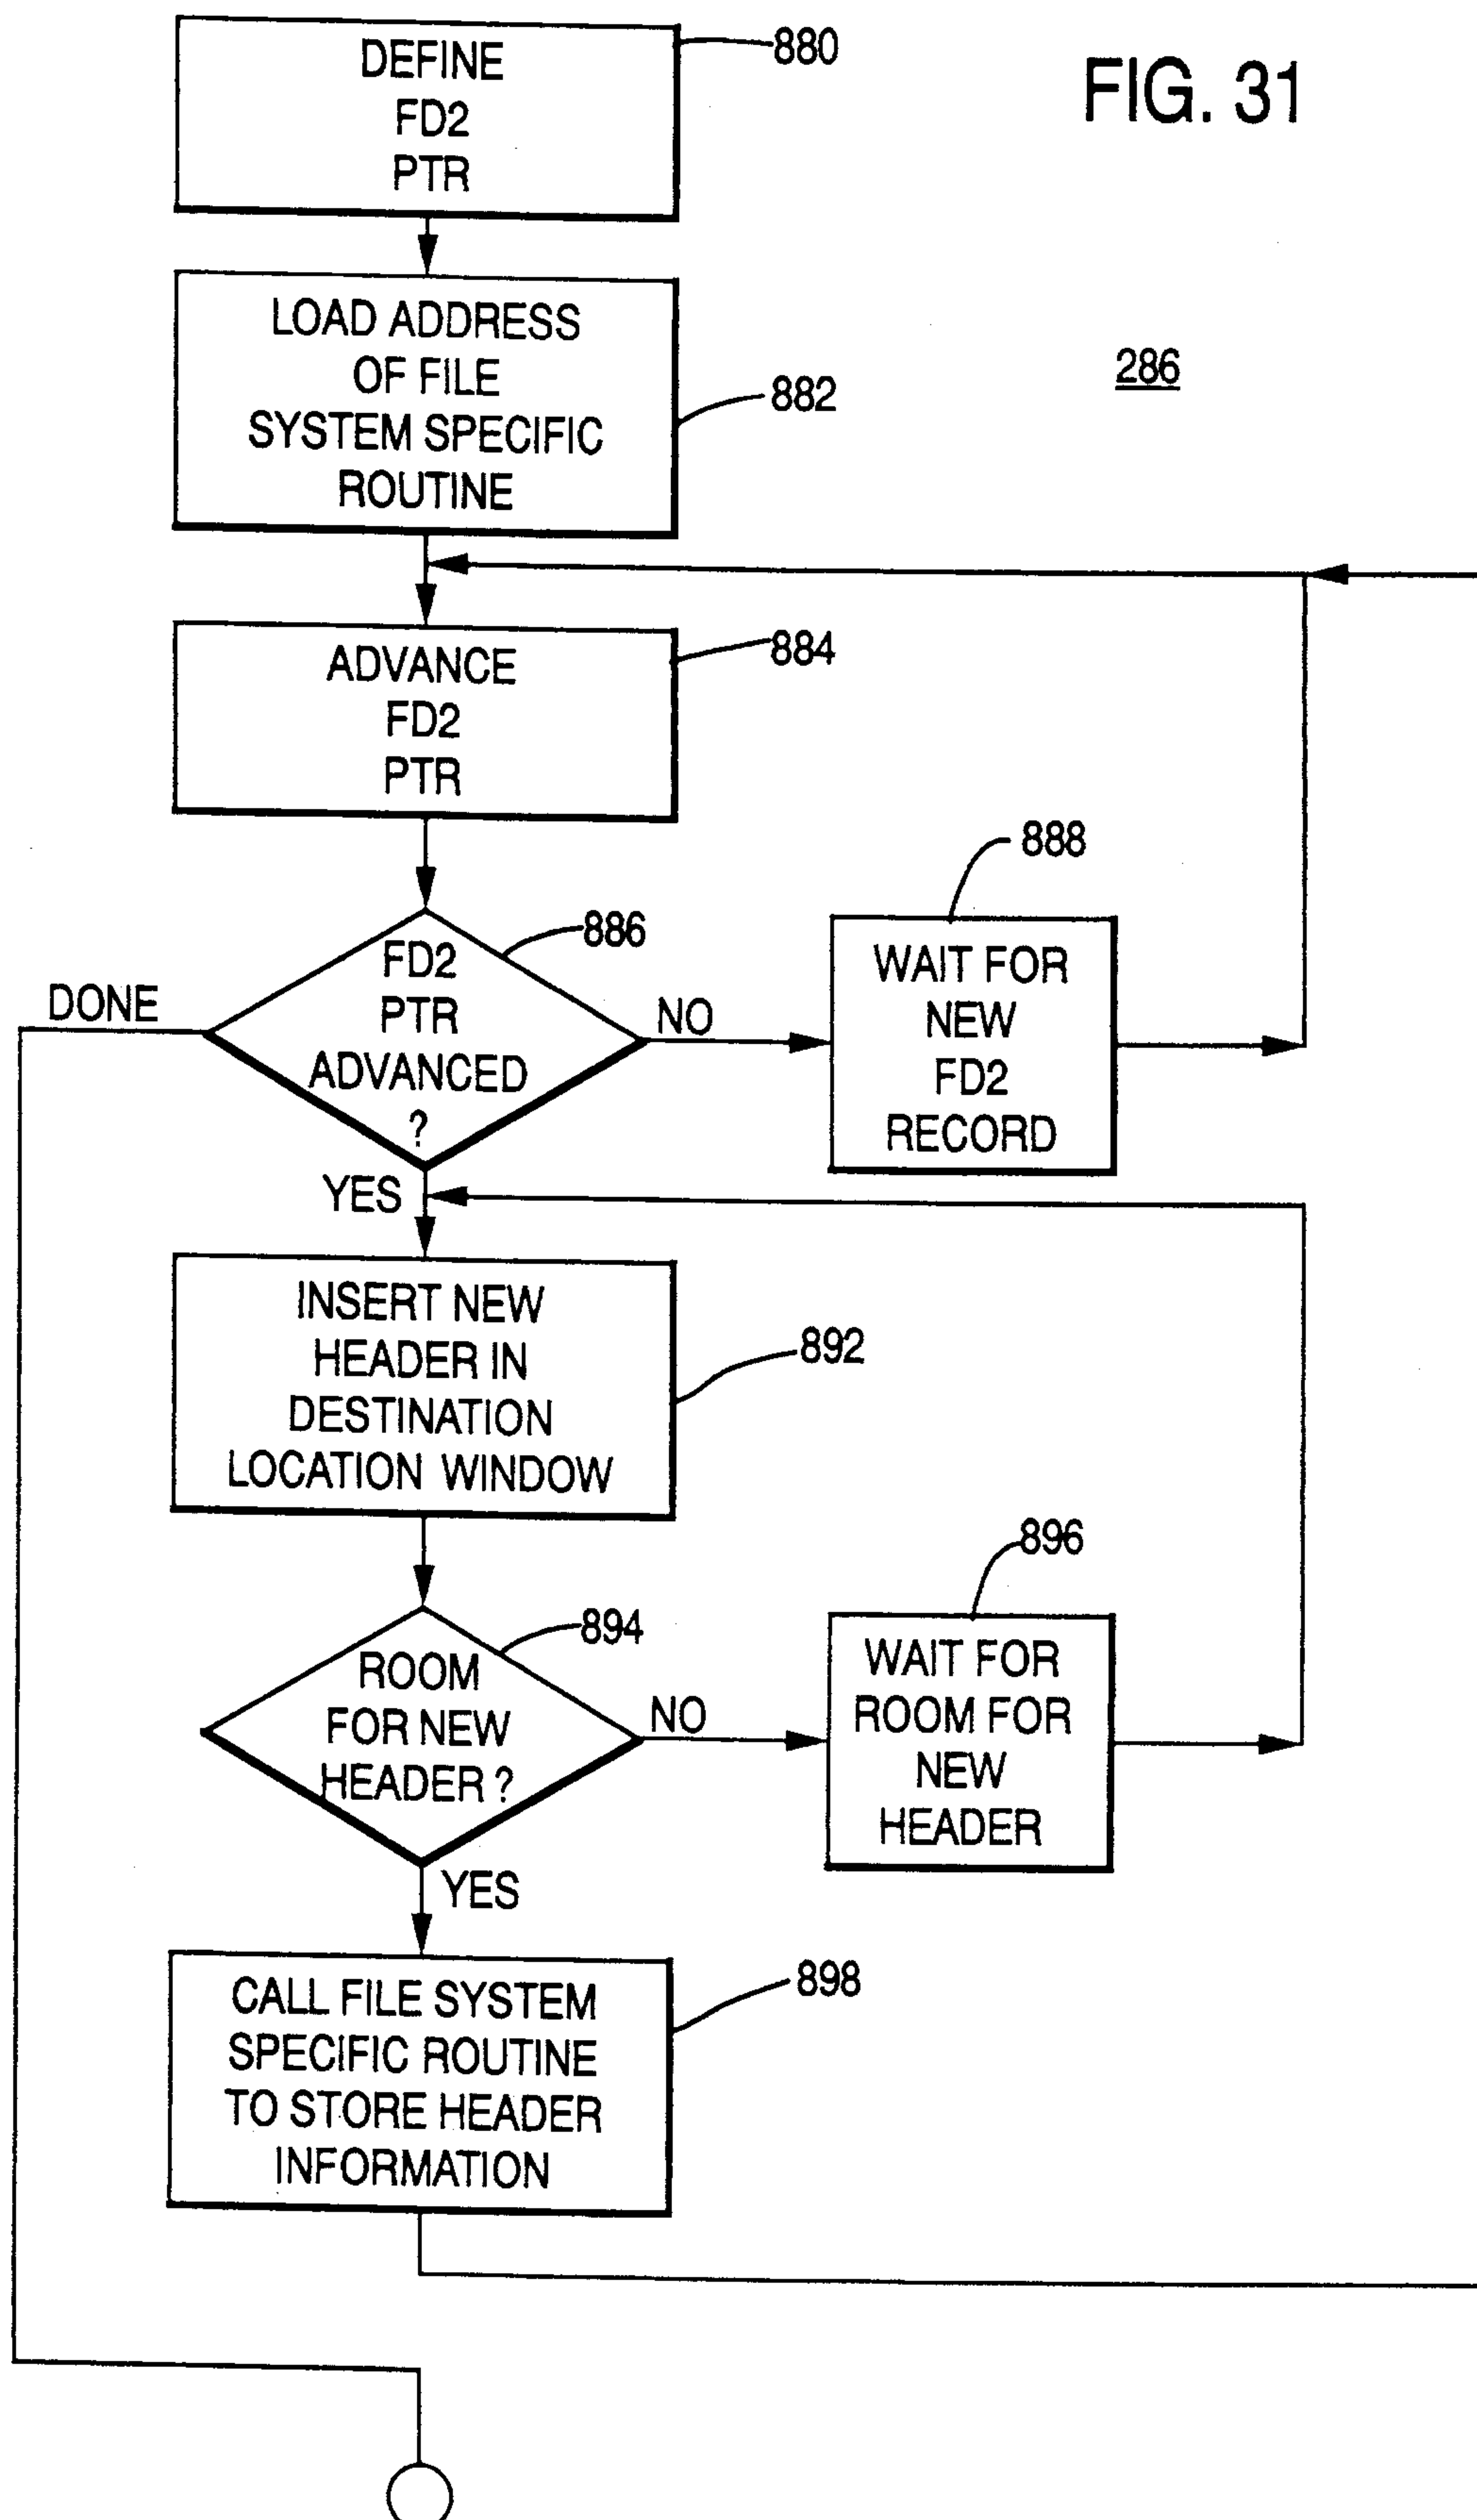 880
DEFINE
FD2
PTR
FIG. 31
LOAD ADDRESS
OF FILE
SYSTEM SPECIFIC
ROUTINE
882
286
ADVANCE
FD2
PTR
884
886
FD2
PTR
ADVANCED
?
DONE
NO
YES
888
WAIT FOR
NEW
FD2
RECORD
INSERT NEW
HEADER IN
DESTINATION
LOCATION WINDOW
892
894
ROOM
FOR NEW
HEADER ?
NO
YES
896
WAIT FOR
ROOM FOR
NEW
HEADER
CALL FILE SYSTEM
SPECIFIC ROUTINE
TO STORE HEADER
INFORMATION
898